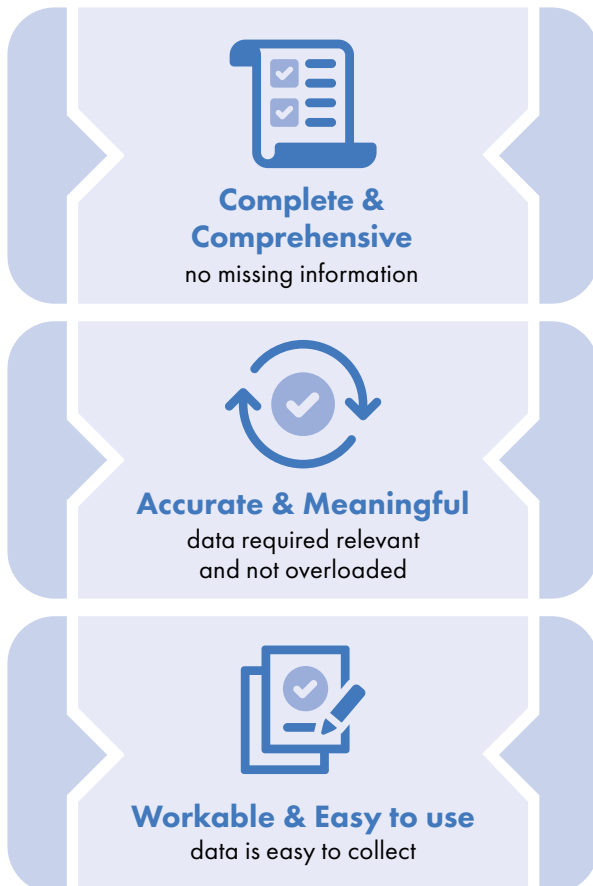 Complete &
Comprehensive
no missing information
Accurate & Meaningful
data required relevant
and not overloaded
Workable & Easy to use
data is easy to collect